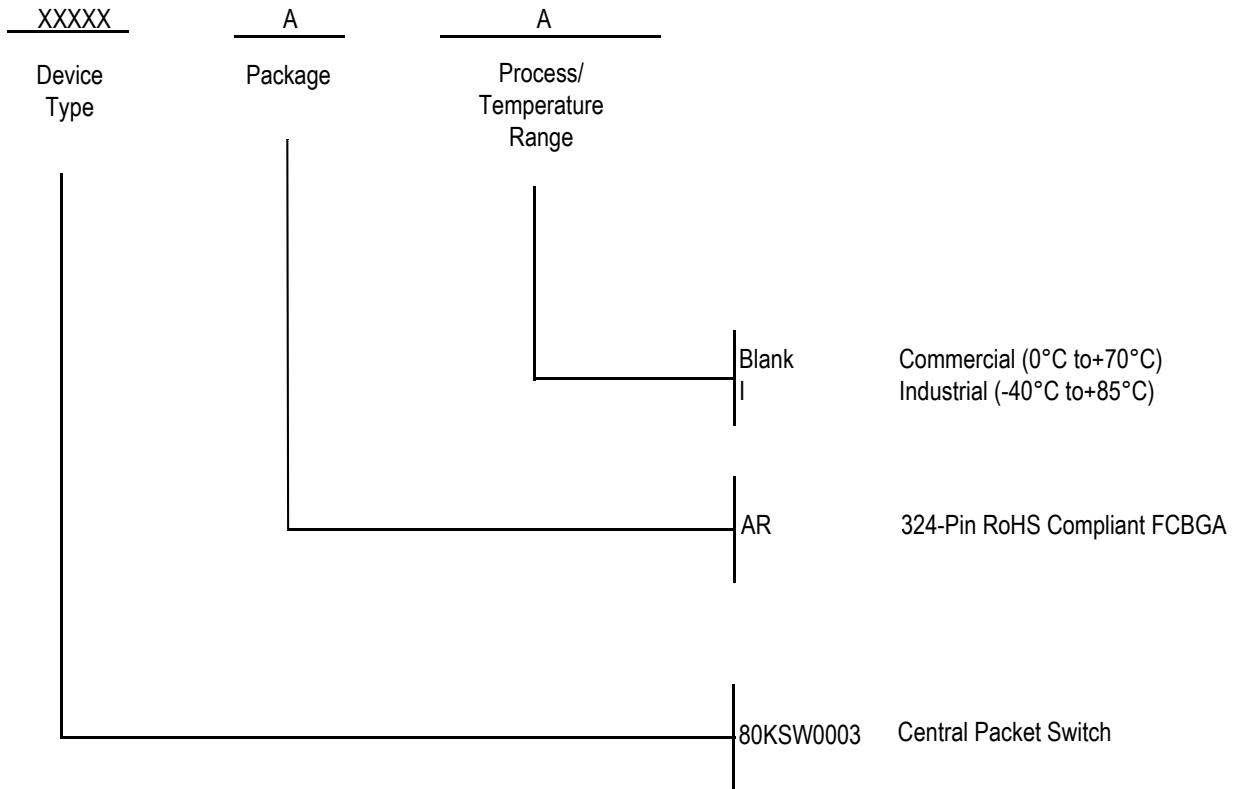 XXXXX A A
Device Type
Package
Process/
Temperature
Range
Blank Commercial (0°C to+70°C)
I Industrial (-40°C to+85°C)
AR 324-Pin RoHS Compliant FCBGA
80KSW0003 Central Packet Switch